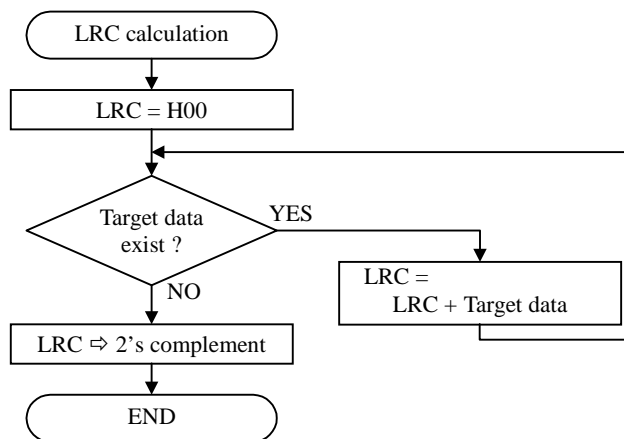 LRC calculation
LRC = H00
Target data
exist ?
YES
LRC =
LRC + Target data
NO
LRC ⇨ 2’s complement
END